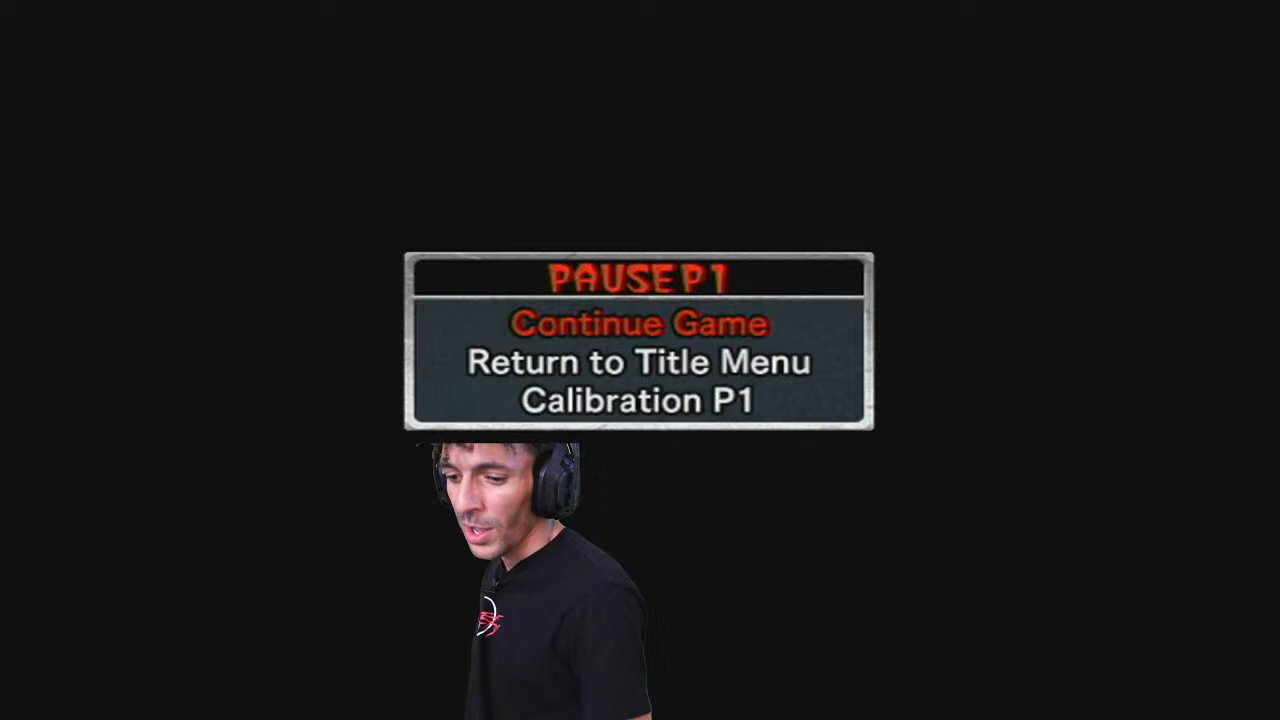 PAUSE P1
Continue Game
Return to Title Menu
Calibration P1